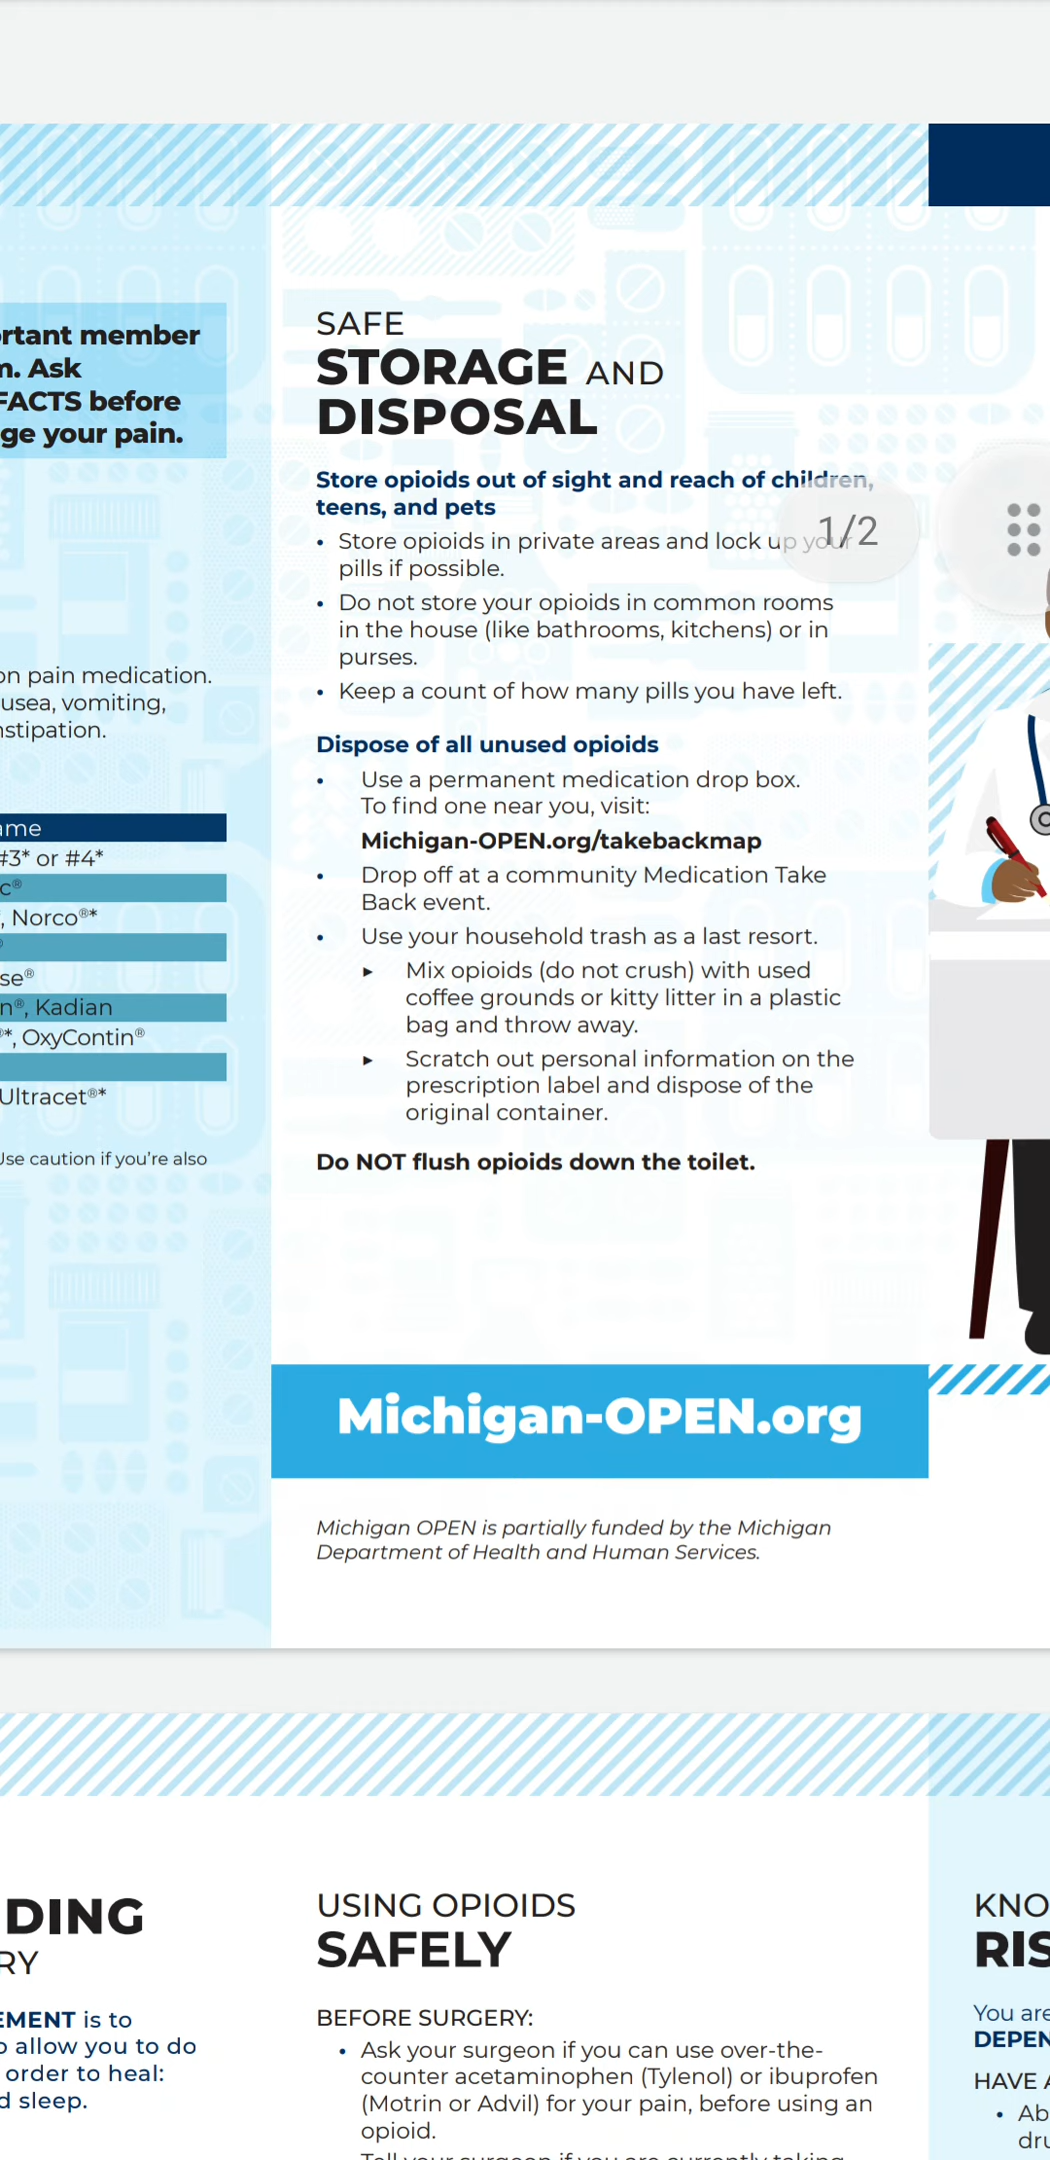 rtant member
m. Ask
FACTS before
ge your pain.
on pain medication.
usea, vomiting,
nstipation.
ame
#3* or #4*
c®
, Norco®*
®
se®
n®, Kadian
®*, OxyContin®
Ultracet®*
Use caution if you're also
SAFE
STORAGE AND
DISPOSAL
Store opioids out of sight and reach of children,
teens, and pets
• Store opioids in private areas and lock up your
pills if possible.
• Do not store your opioids in common rooms
in the house (like bathrooms, kitchens) or in
purses.
• Keep a count of how many pills you have left.
Dispose of all unused opioids
• Use a permanent medication drop box.
To find one near you, visit:
Michigan-OPEN.org/takebackmap
• Drop off at a community Medication Take
Back event.
• Use your household trash as a last resort.
▸ Mix opioids (do not crush) with used
coffee grounds or kitty litter in a plastic
bag and throw away.
▸ Scratch out personal information on the
prescription label and dispose of the
original container.
Do NOT flush opioids down the toilet.
1/2
Michigan-OPEN.org
Michigan OPEN is partially funded by the Michigan
Department of Health and Human Services.
DING
RY
EMENT is to
o allow you to do
order to heal:
d sleep.
USING OPIOIDS
SAFELY
BEFORE SURGERY:
• Ask your surgeon if you can use over-the-
counter acetaminophen (Tylenol) or ibuprofen
(Motrin or Advil) for your pain, before using an
opioid.
Tell your surgeon if you are currently taking
KNO
RIS
You are
DEPEN
HAVE A
• Ab
dru